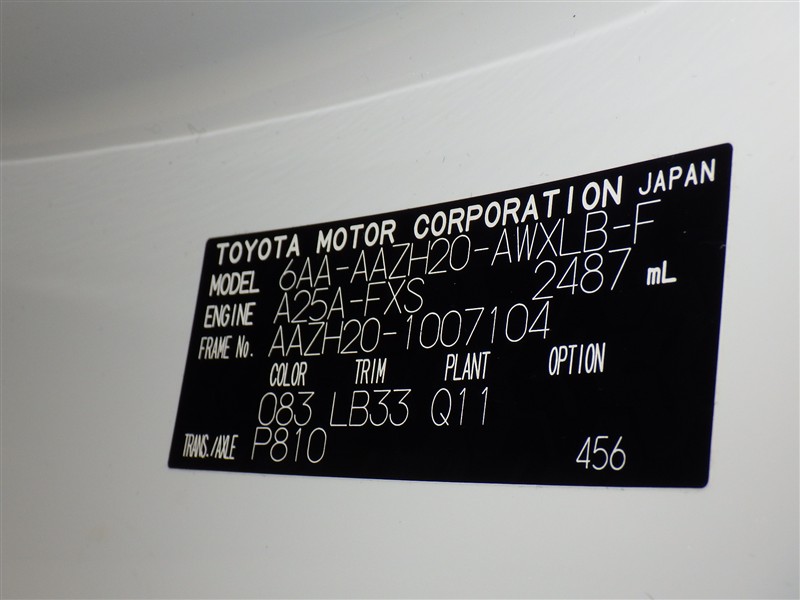 TOYOTA MOTOR CORPORATION JAPAN
MODEL 6AA-AAZH20-AWXLB-F
ENGINE A25A-FXS 2487 mL
FRAME No. AAZH20-1007104
COLOR TRIM PLANT OPTION
083 LB33 Q11
TRANS./AXLE P810 456